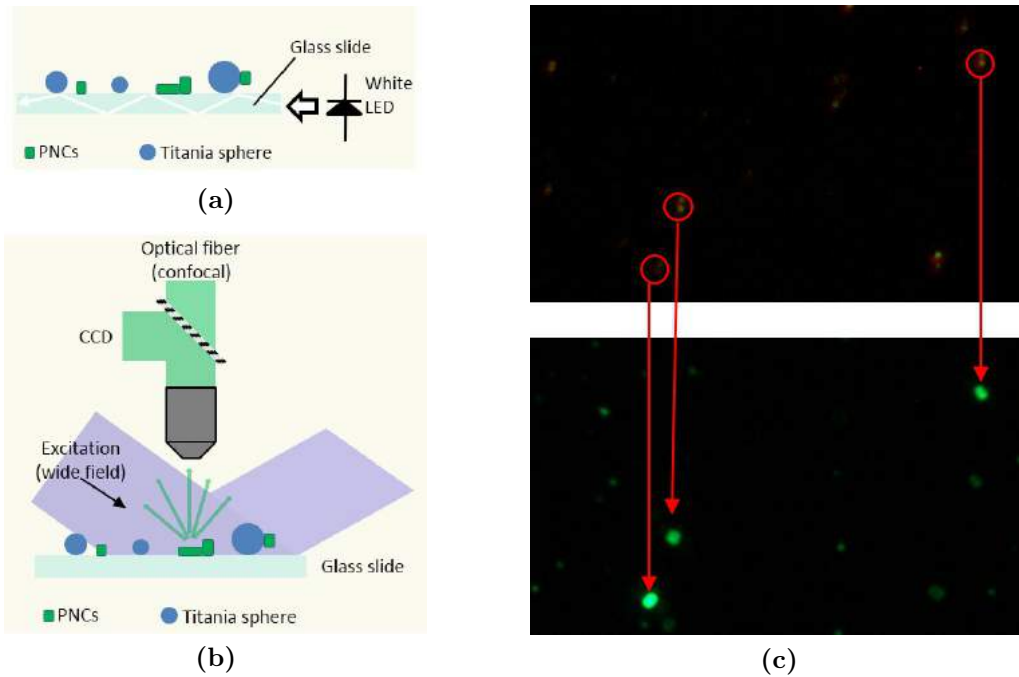 Glass slide
White
LED
PNCs
Titania sphere
(a)
Optical fiber
(confocal)
CCD
Excitation
(wide field)
Glass slide
PNCs
Titania sphere
(b)
(c)